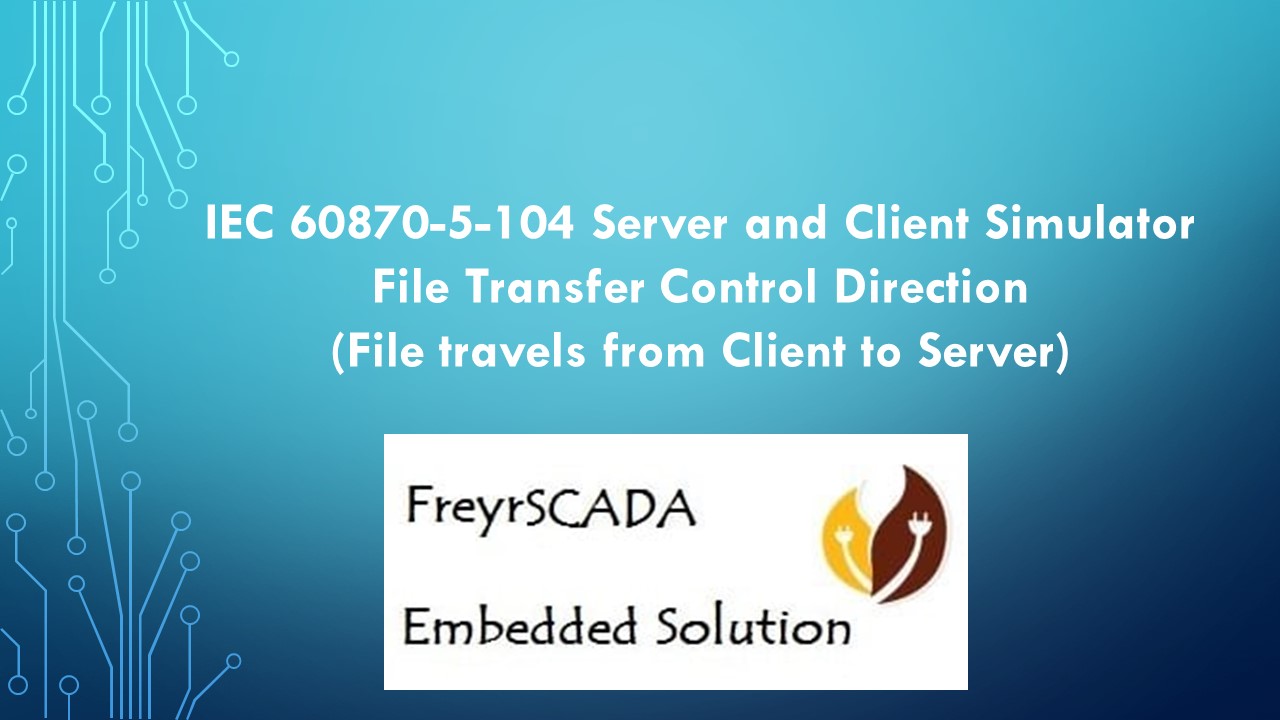 IEC 60870-5-104 Server and Client Simulator
File Transfer Control Direction
(File travels from Client to Server)
FreyrSCADA
Embedded Solution